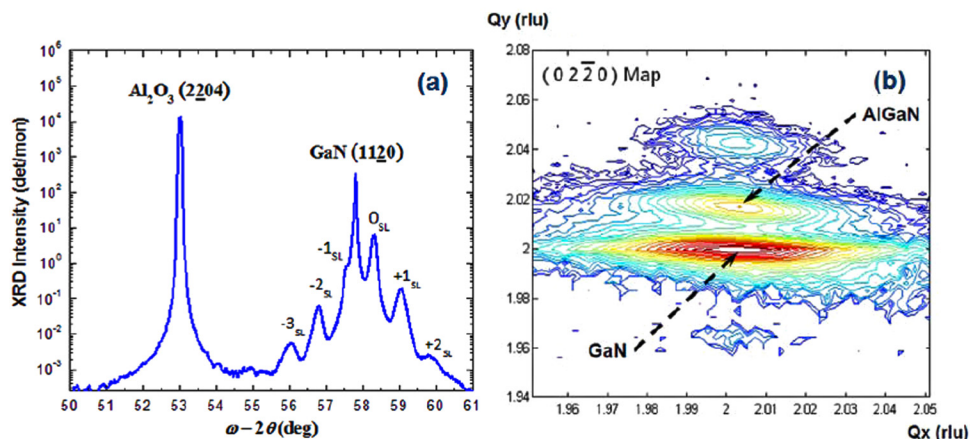 Qy (rlu)
10⁶
10⁵
10⁴
10³
10²
10¹
10⁰
10⁻¹
10⁻²
10⁻³
XRD Intensity (det/mon)
Al₂O₃ (22̲04)
(a)
GaN (112̲0)
0SL
-1SL
-2SL
+1SL
-3SL
+2SL
50 51 52 53 54 55 56 57 58 59 60 61
ω – 2θ (deg)
2.08
2.06
2.04
2.02
2
1.98
1.96
1.94
(0 2 2̅ 0) Map
(b)
AlGaN
GaN
1.96 1.97 1.98 1.99 2 2.01 2.02 2.03 2.04 2.05
Qx (rlu)